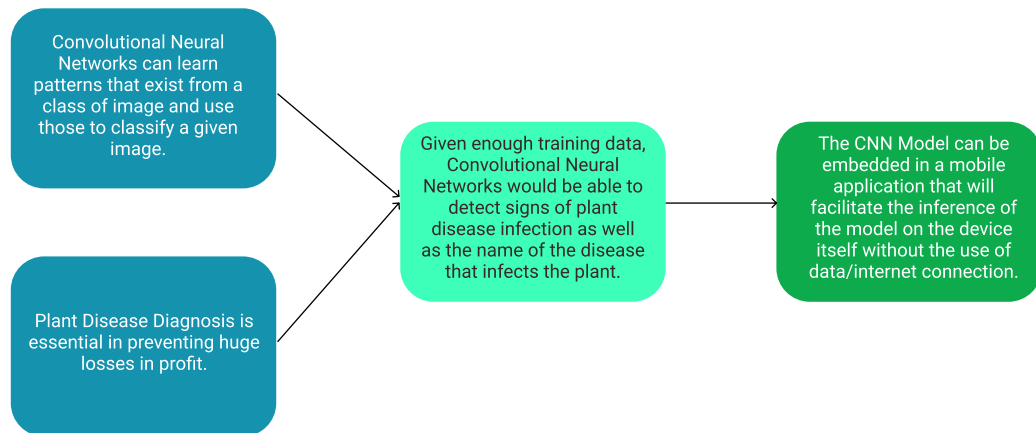 Convolutional Neural
Networks can learn
patterns that exist from a
class of image and use
those to classify a given
image.
Plant Disease Diagnosis is
essential in preventing huge
losses in profit.
Given enough training data,
Convolutional Neural
Networks would be able to
detect signs of plant
disease infection as well
as the name of the disease
that infects the plant.
The CNN Model can be
embedded in a mobile
application that will
facilitate the inference of
the model on the device
itself without the use of
data/internet connection.